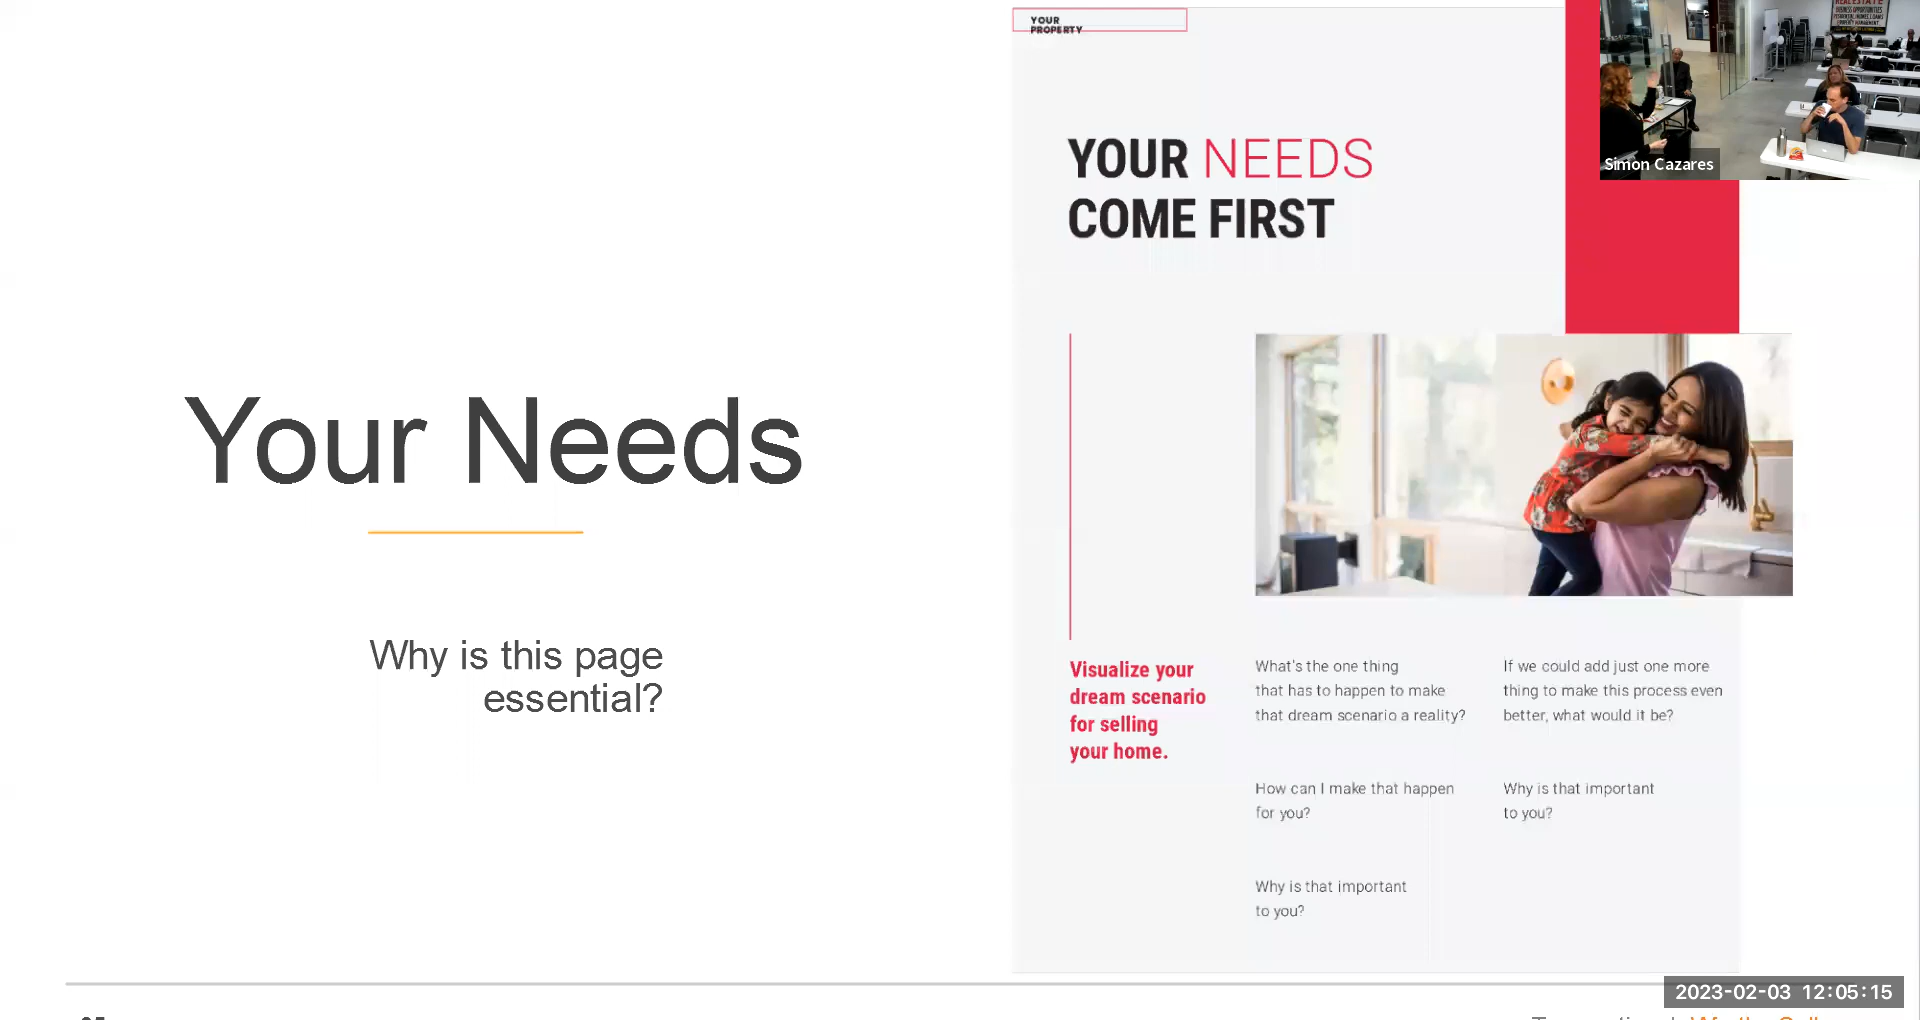 YOUR
PROPERTY
YOUR NEEDS
COME FIRST
Simon Cazares
Your Needs
Why is this page
essential?
Visualize your
dream scenario
for selling
your home.
What's the one thing
that has to happen to make
that dream scenario a reality?
How can I make that happen
for you?
Why is that important
to you?
If we could add just one more
thing to make this process even
better, what would it be?
Why is that important
to you?
2023-02-03 12:05:15